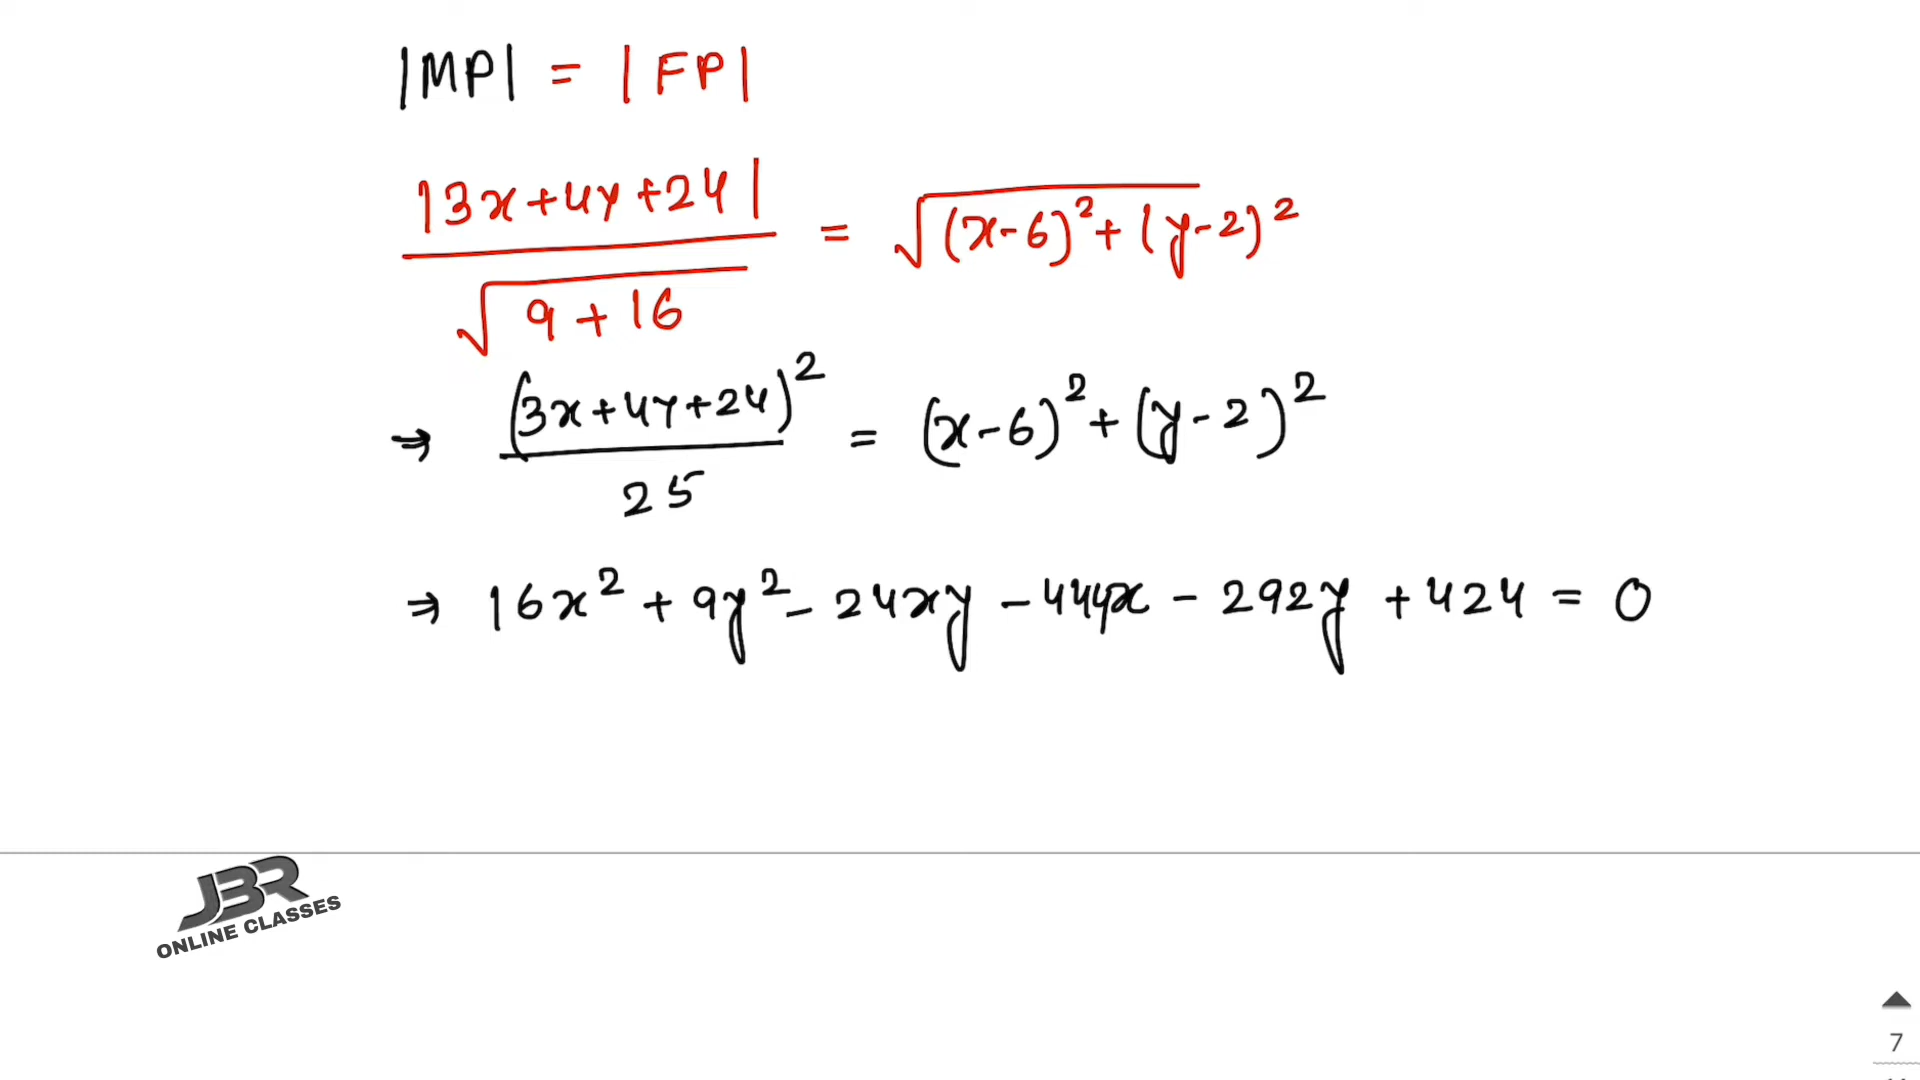 |MP| = |FP|
|3x+4y+24| / √(9+16) = √(x-6)²+(y-2)²
⇒ (3x+4y+24)² / 25 = (x-6)²+(y-2)²
⇒ 16x² + 9y² - 24xy - 444x - 292y + 424 = 0
JBR
ONLINE CLASSES
7